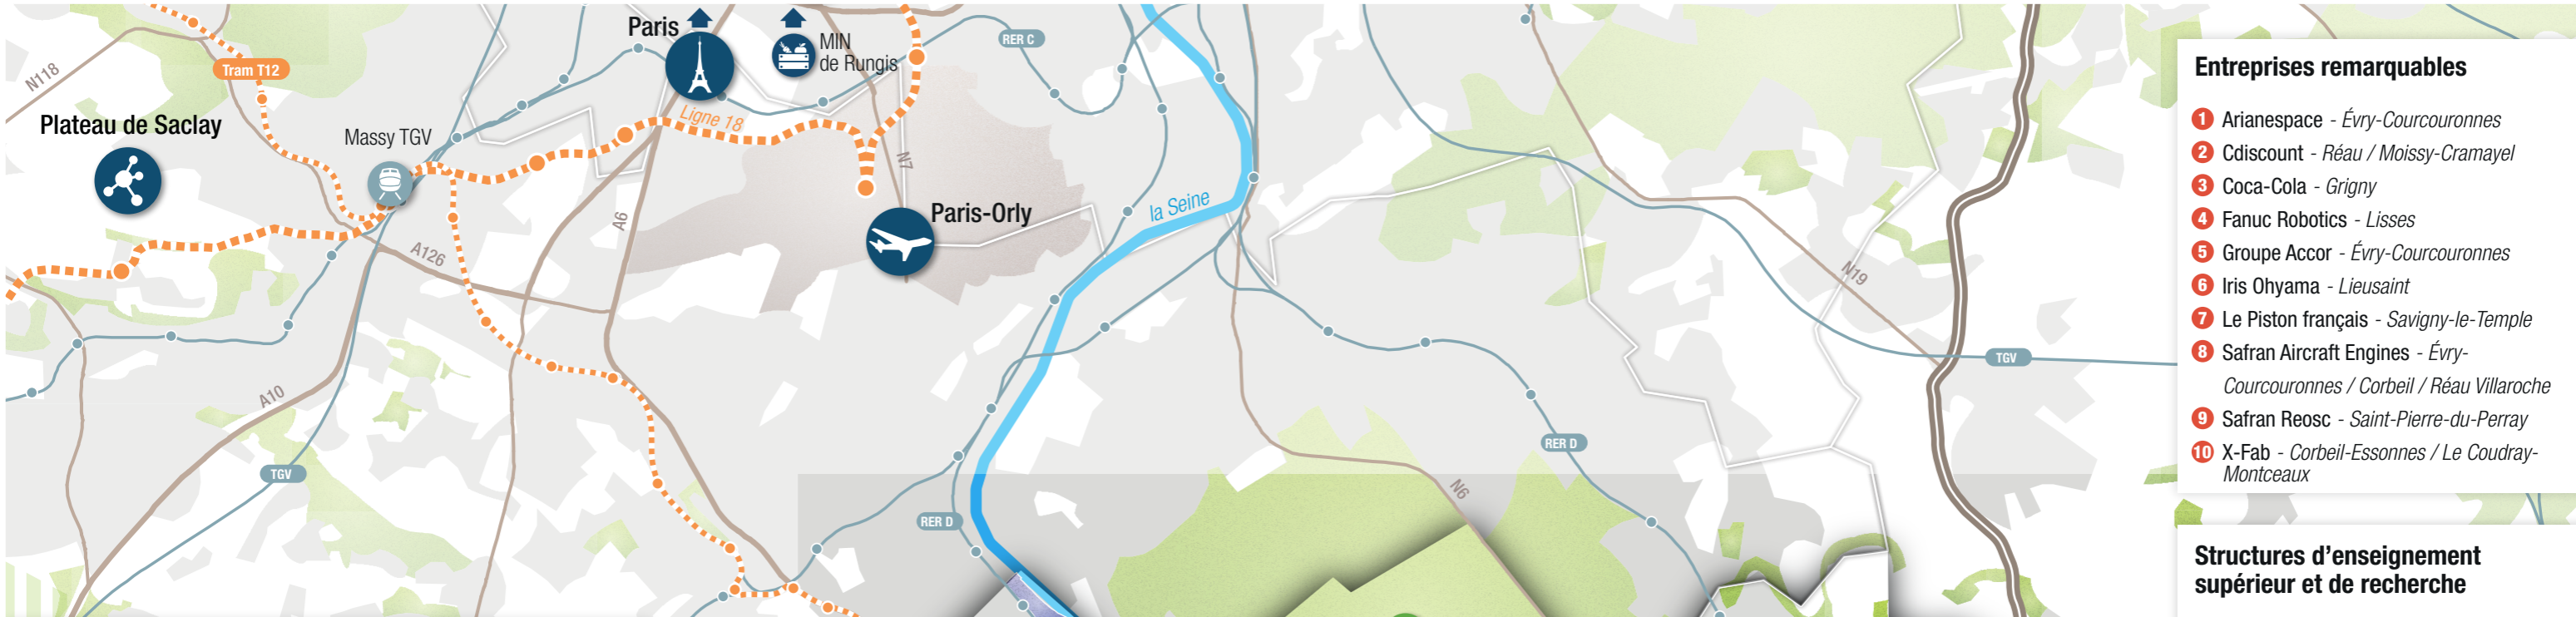 Paris
MIN
de Rungis
RER C
N118
Tram T12
Ligne 18
Plateau de Saclay
Massy TGV
N7
A6
la Seine
Paris-Orly
A126
N19
TGV
A10
RER D
TGV
N6
RER D
Entreprises remarquables
1 Arianespace - Évry-Courcouronnes
2 Cdiscount - Réau / Moissy-Cramayel
3 Coca-Cola - Grigny
4 Fanuc Robotics - Lisses
5 Groupe Accor - Évry-Courcouronnes
6 Iris Ohyama - Lieusaint
7 Le Piston français - Savigny-le-Temple
8 Safran Aircraft Engines - Évry-
Courcouronnes / Corbeil / Réau Villaroche
9 Safran Reosc - Saint-Pierre-du-Perray
10 X-Fab - Corbeil-Essonnes / Le Coudray-
Montceaux
Structures d'enseignement
supérieur et de recherche